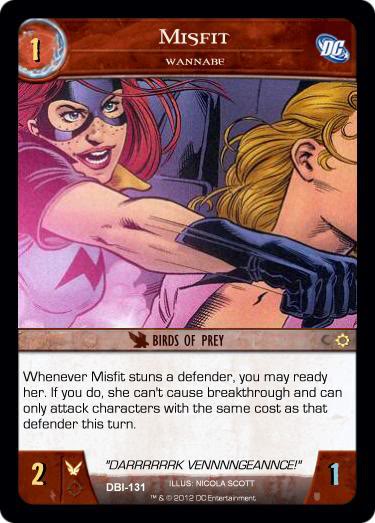 1
MISFIT
WANNABE
DC
BIRDS OF PREY
Whenever Misfit stuns a defender, you may ready
her. If you do, she can't cause breakthrough and can
only attack characters with the same cost as that
defender this turn.
"DARRRRRRK VENNNNGEANNCE!"
2
DBI-131
ILLUS: NICOLA SCOTT
1
™ & © 2012 DC Entertainment